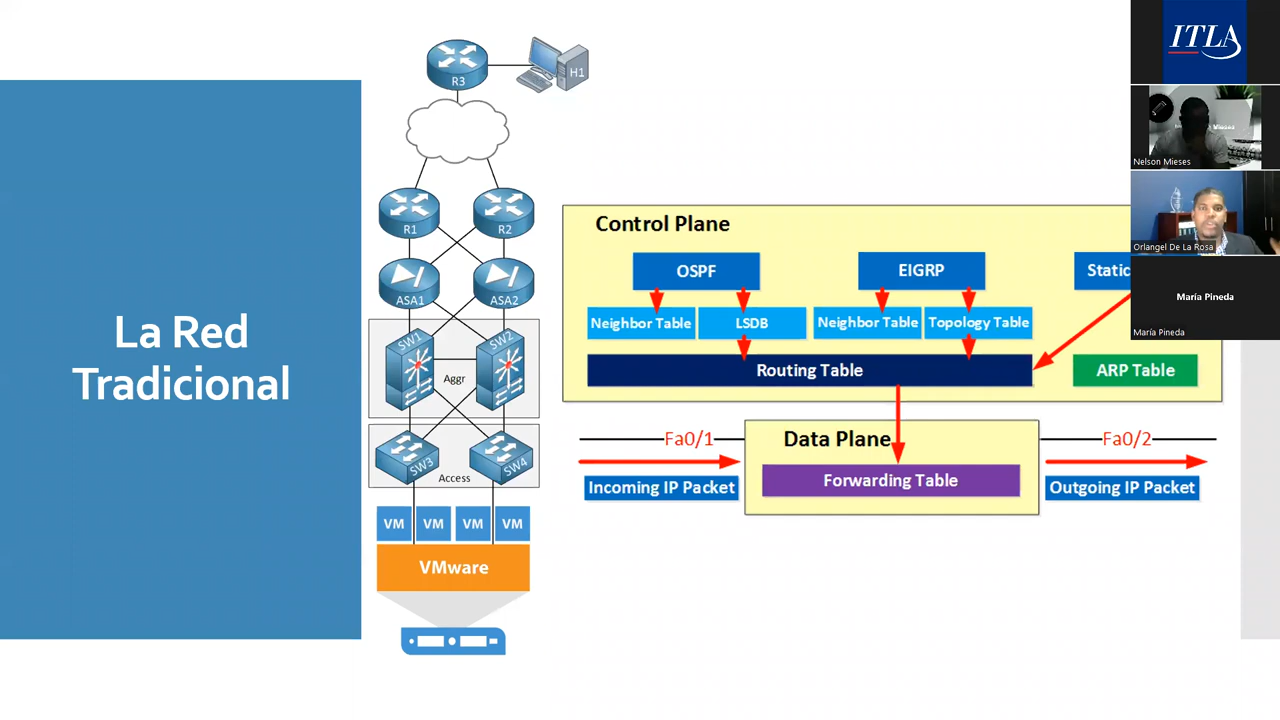 La Red
Tradicional
R3
H1
R1
R2
ASA1
ASA2
SW1
SW2
Aggr
SW3
SW4
Access
VM
VM
VM
VM
VMware
Control Plane
OSPF
EIGRP
Static
Neighbor Table
LSDB
Neighbor Table
Topology Table
Routing Table
ARP Table
Fa0/1
Data Plane
Fa0/2
Incoming IP Packet
Forwarding Table
Outgoing IP Packet
ITLA
Mieses
Nelson Mieses
Orlangel De La Rosa
María Pineda
María Pineda